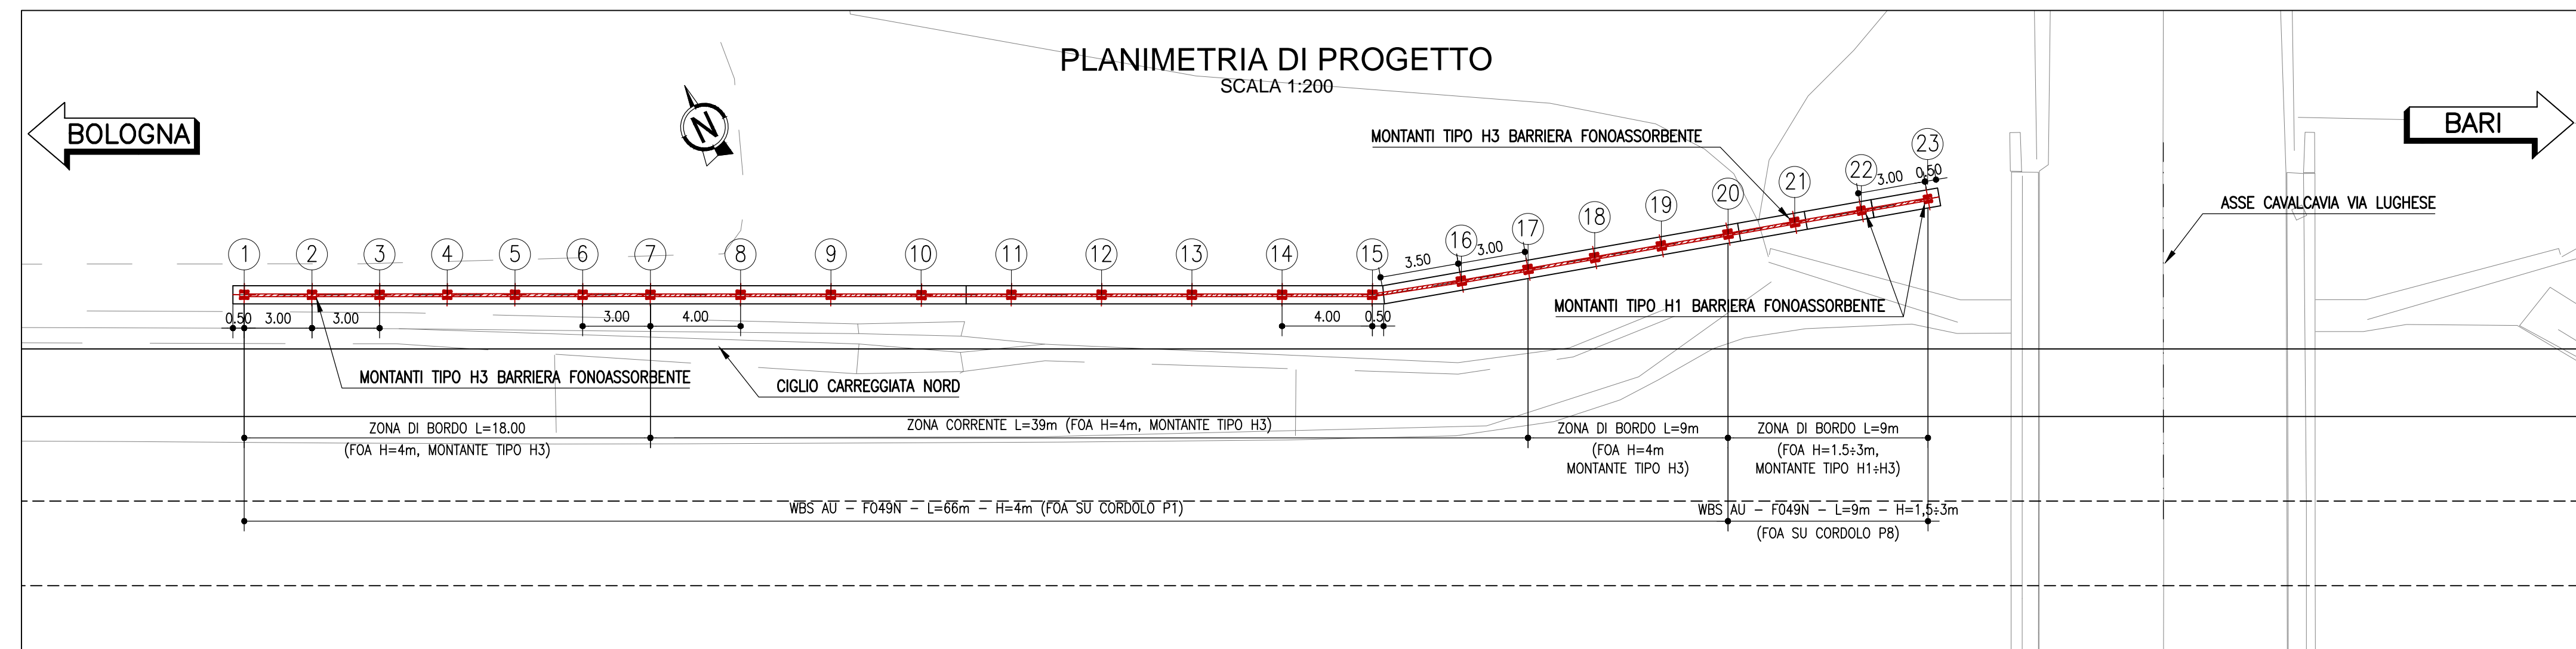 PLANIMETRIA DI PROGETTO
SCALA 1:200
BOLOGNA
N
BARI
MONTANTI TIPO H3 BARRIERA FONOASSORBENTE
ASSE CAVALCAVIA VIA LUGHESE
1
2
3
4
5
6
7
8
9
10
11
12
13
14
15
16
17
18
19
20
21
22
23
3.50
3.00
3.00
0.50
MONTANTI TIPO H1 BARRIERA FONOASSORBENTE
0.50
3.00
3.00
3.00
4.00
4.00
0.50
MONTANTI TIPO H3 BARRIERA FONOASSORBENTE
CIGLIO CARREGGIATA NORD
ZONA DI BORDO L=18.00
(FOA H=4m, MONTANTE TIPO H3)
ZONA CORRENTE L=39m (FOA H=4m, MONTANTE TIPO H3)
ZONA DI BORDO L=9m
(FOA H=4m
MONTANTE TIPO H3)
ZONA DI BORDO L=9m
(FOA H=1.5÷3m,
MONTANTE TIPO H1÷H3)
WBS AU - F049N - L=66m - H=4m (FOA SU CORDOLO P1)
WBS AU - F049N - L=9m - H=1,5÷3m
(FOA SU CORDOLO P8)